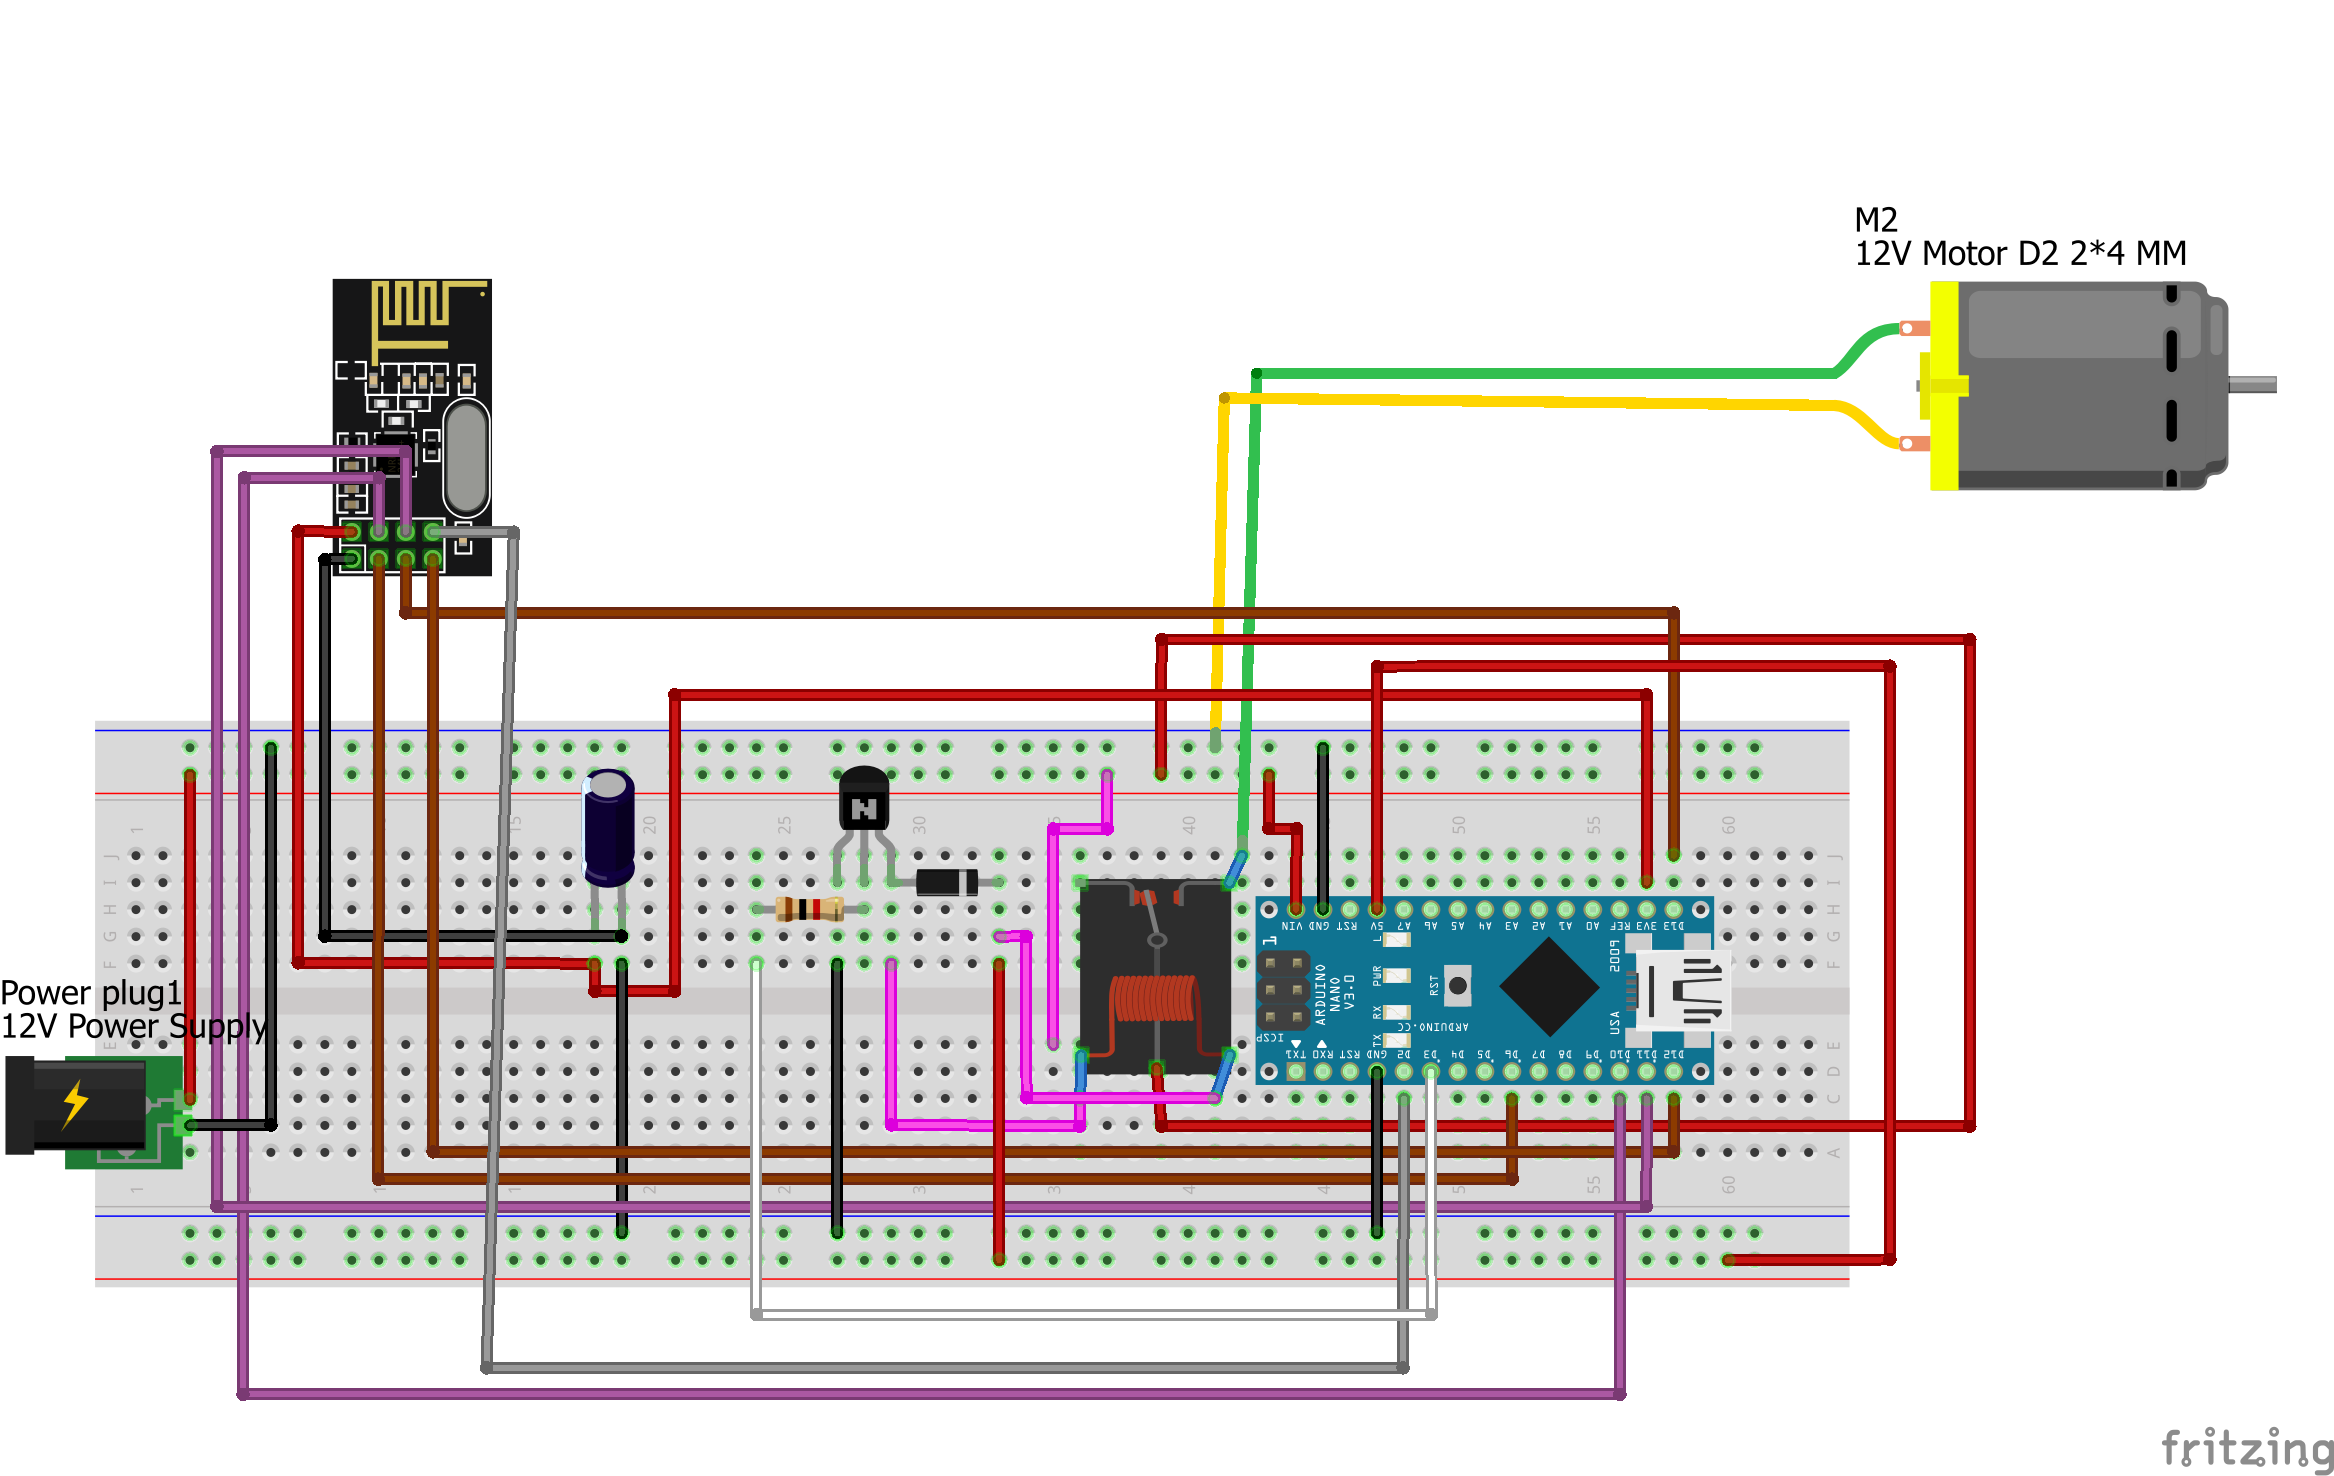 M2
12V Motor D2 2*4 MM
15
20
25
30
40
50
55
60
J
I
H
G
F
VIN
GND
RST
5V
A7
A6
A5
A4
A3
A2
A1
A0
REF
3V3
D13
1
L
PWR
RX
TX
RST
ARDUINO
NANO
V3.0
ARDUINO.CC
USA
ICSP
TX1
RX0
RST
GND
D2
D3
D4
D5
D6
D7
D8
D9
D10
D11
D12
Power plug1
12V Power Supply
E
D
C
A
1
55
60
fritzing